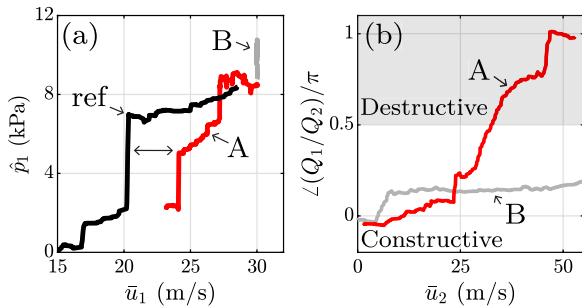 (a)
B
ref
A
p̂₁ (kPa)
12
8
4
0
15
20
25
30
ū₁ (m/s)
(b)
A
Destructive
B
Constructive
∠(Q₁/Q₂)/π
1
0.5
0
0
25
50
ū₂ (m/s)